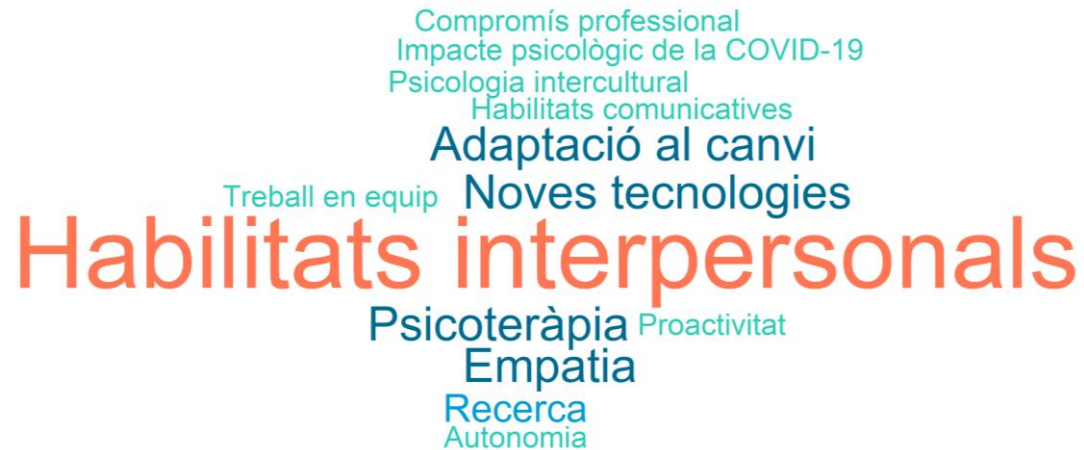 Compromís professional
Impacte psicològic de la COVID-19
Psicologia intercultural
Habilitats comunicatives
Adaptació al canvi
Treball en equip Noves tecnologies
Habilitats interpersonals
Psicoteràpia Proactivitat
Empatia
Recerca
Autonomia